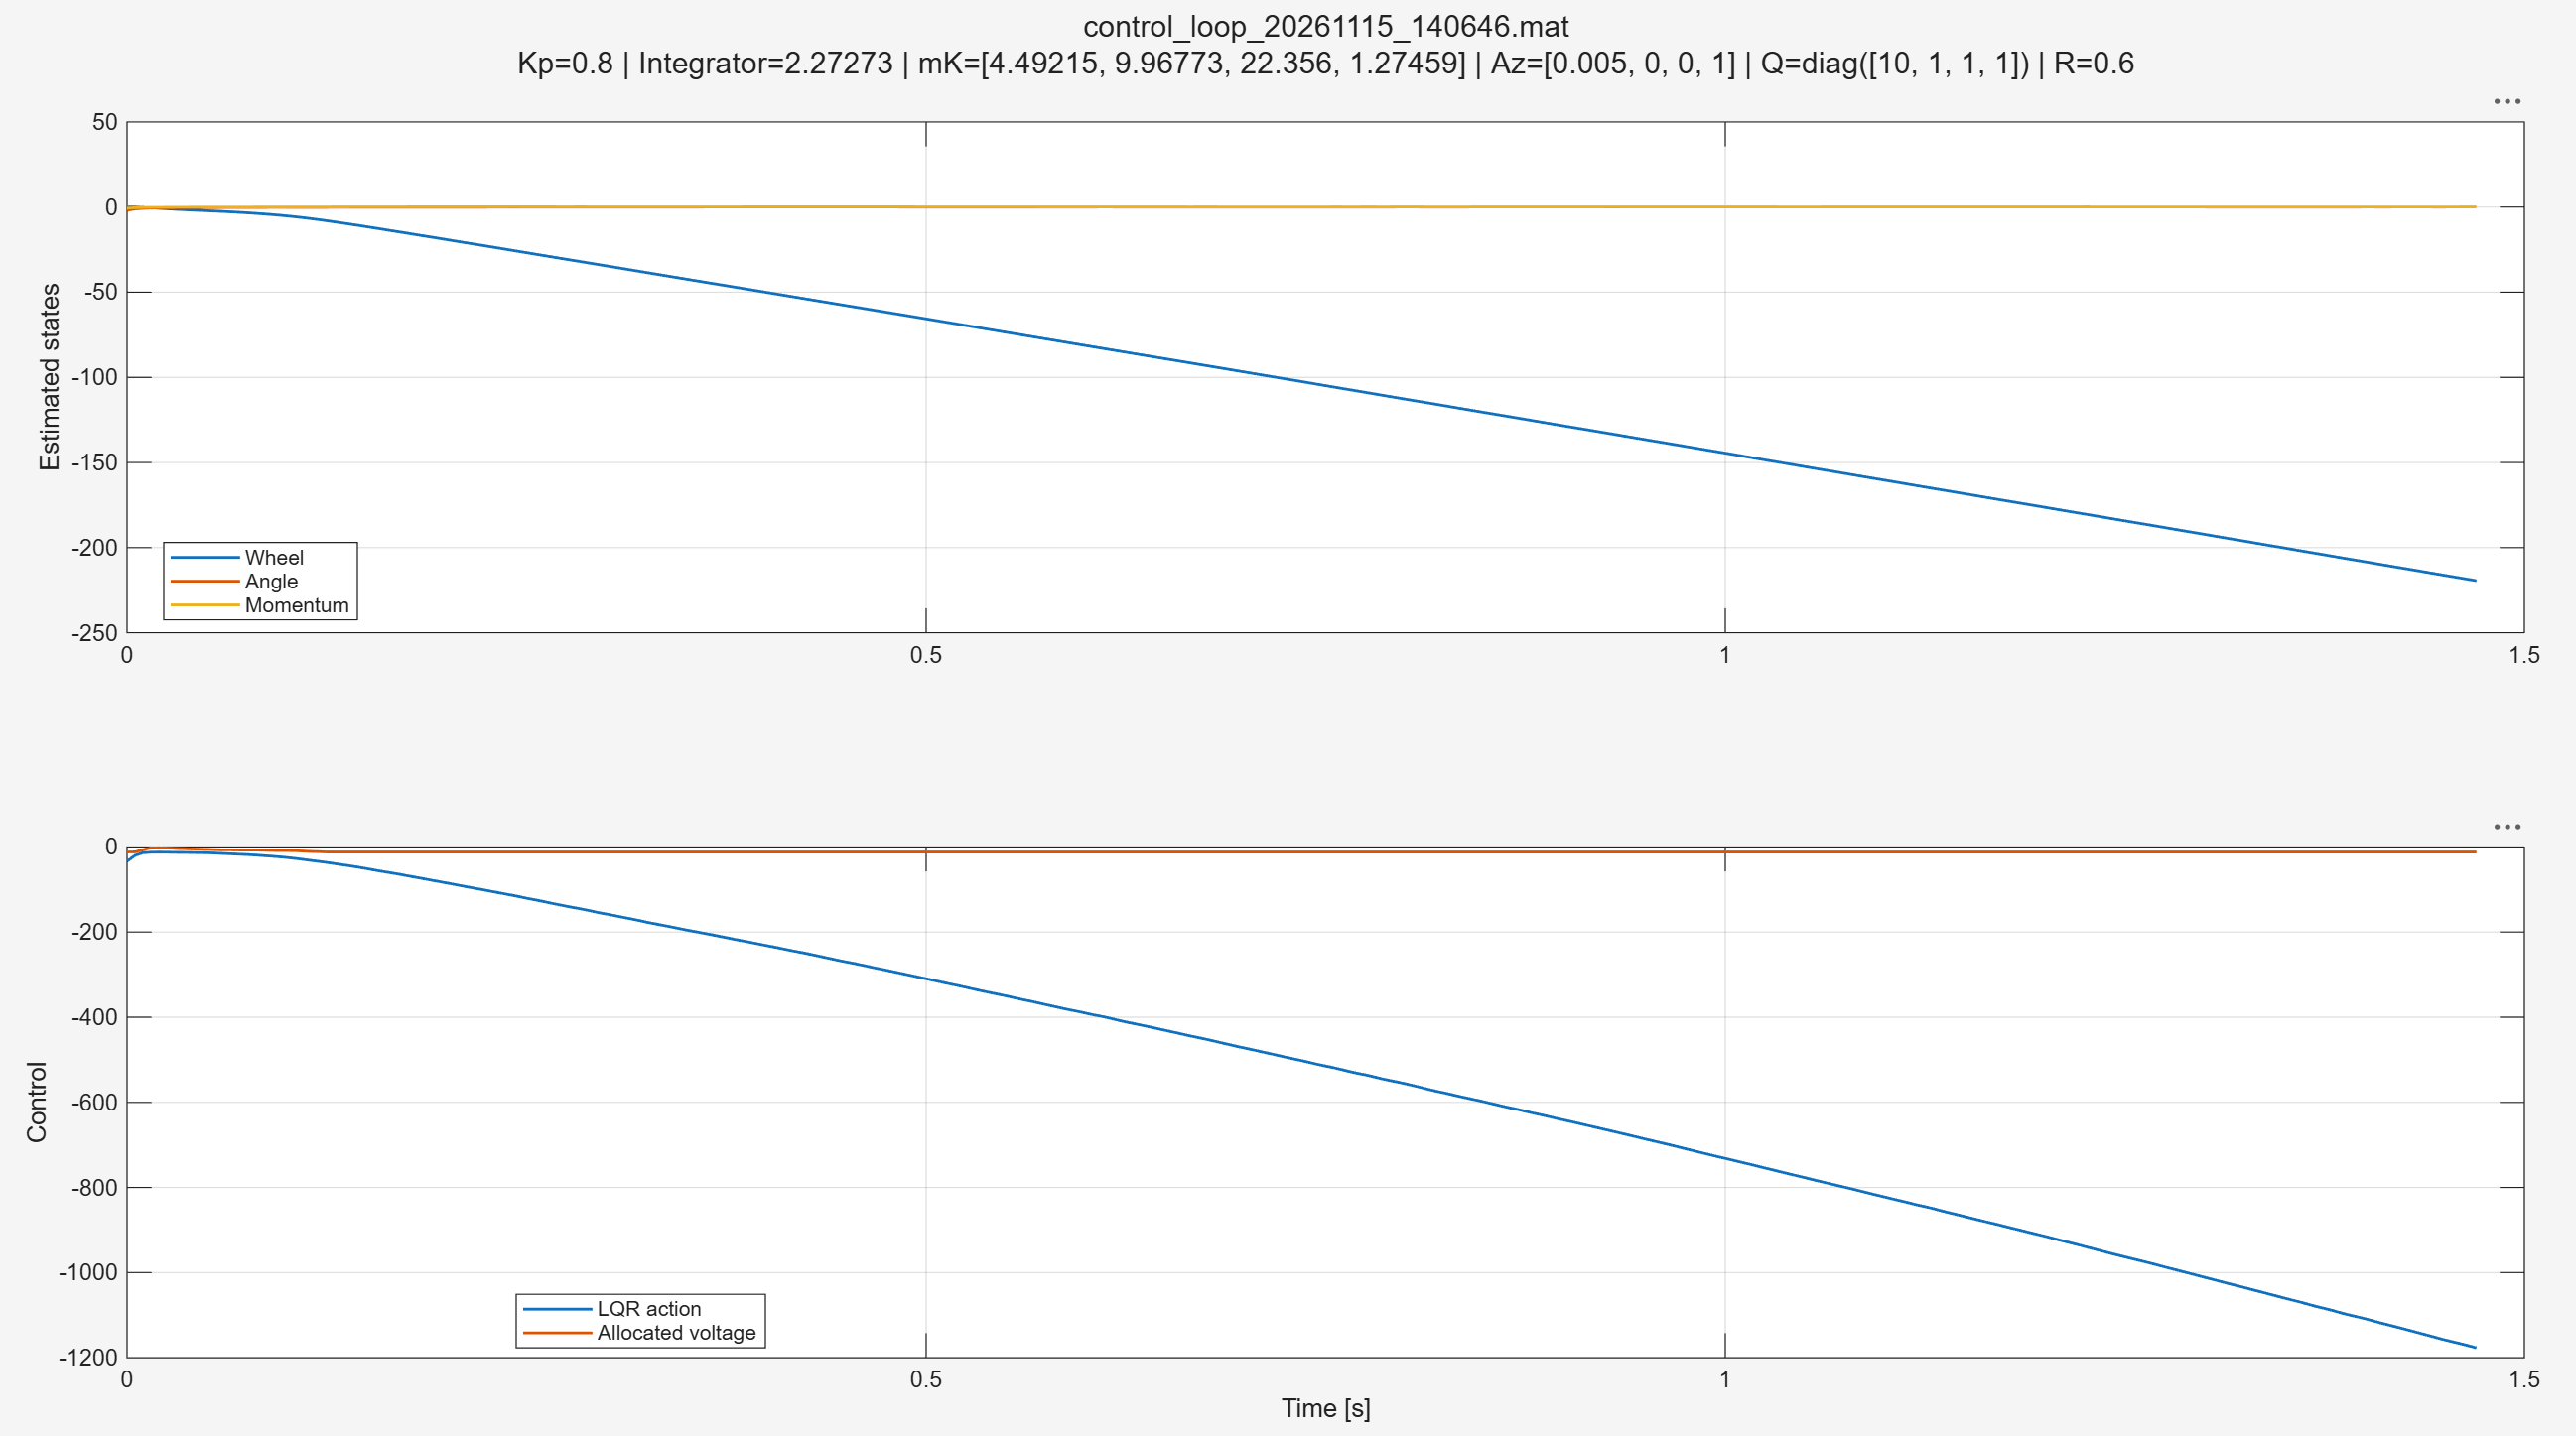 control_loop_20261115_140646.mat
Kp=0.8 | Integrator=2.27273 | mK=[4.49215, 9.96773, 22.356, 1.27459] | Az=[0.005, 0, 0, 1] | Q=diag([10, 1, 1, 1]) | R=0.6
50
0
-50
-100
-150
-200
-250
Estimated states
Wheel
Angle
Momentum
0 0.5 1 1.5
0
-200
-400
-600
-800
-1000
-1200
Control
LQR action
Allocated voltage
0 0.5 1 1.5
Time [s]